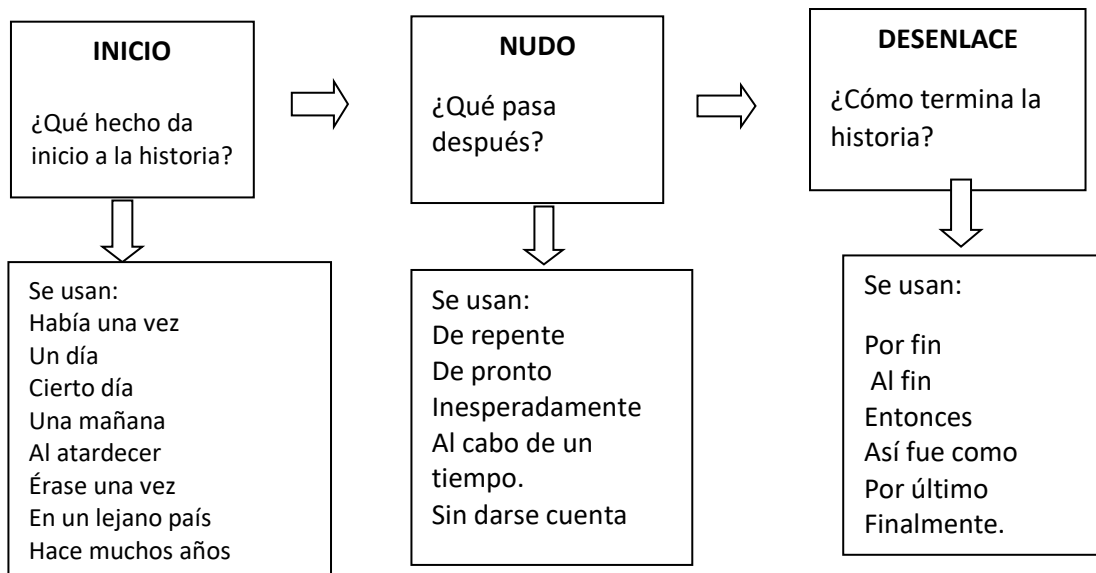 INICIO
¿Qué hecho da
inicio a la historia?
NUDO
¿Qué pasa
después?
DESENLACE
¿Cómo termina la
historia?
Se usan:
Había una vez
Un día
Cierto día
Una mañana
Al atardecer
Érase una vez
En un lejano país
Hace muchos años
Se usan:
De repente
De pronto
Inesperadamente
Al cabo de un
tiempo.
Sin darse cuenta
Se usan:
Por fin
Al fin
Entonces
Así fue como
Por último
Finalmente.